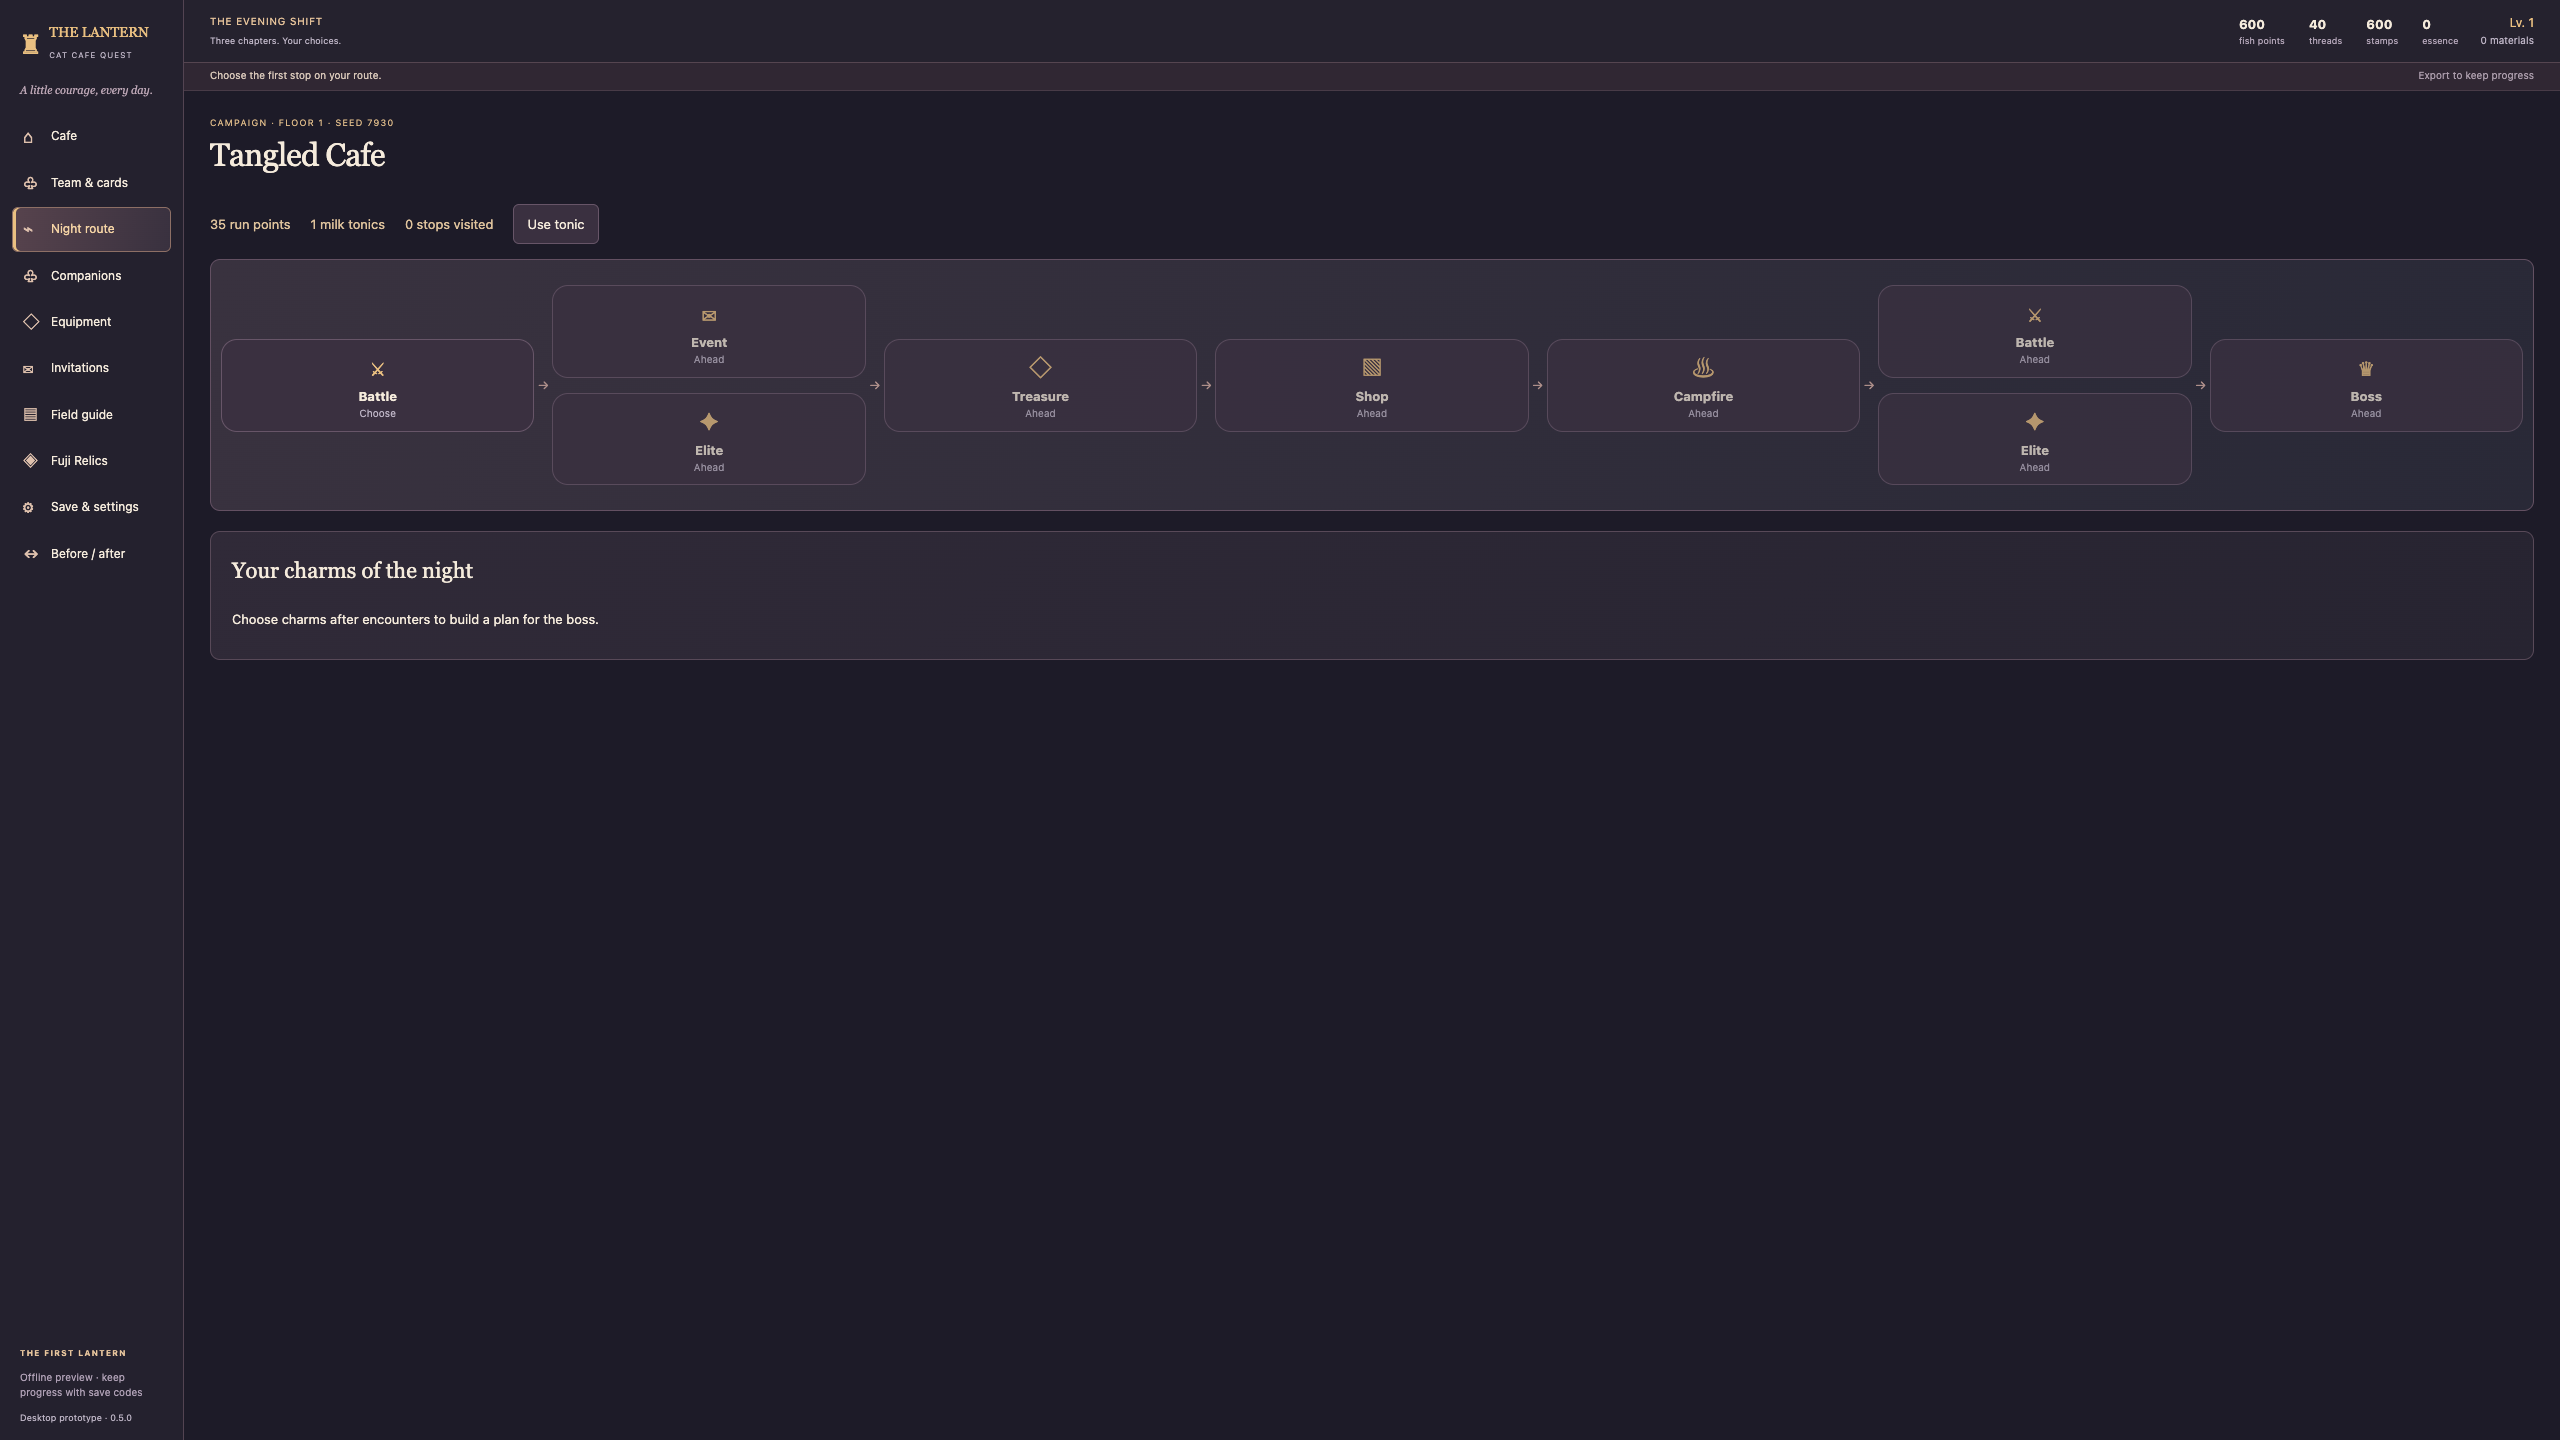 THE LANTERN
CAT CAFE QUEST
A little courage, every day.
Cafe
Team & cards
Night route
Companions
Equipment
Invitations
Field guide
Fuji Relics
Save & settings
Before / after
THE FIRST LANTERN
Offline preview · keep
progress with save codes
Desktop prototype · 0.5.0
THE EVENING SHIFT
Three chapters. Your choices.
600
fish points
40
threads
600
stamps
0
essence
Lv. 1
0 materials
Choose the first stop on your route.
Export to keep progress
CAMPAIGN · FLOOR 1 · SEED 7930
Tangled Cafe
35 run points
1 milk tonics
0 stops visited
Use tonic
Battle
Choose
Event
Ahead
Elite
Ahead
Treasure
Ahead
Shop
Ahead
Campfire
Ahead
Battle
Ahead
Elite
Ahead
Boss
Ahead
Your charms of the night
Choose charms after encounters to build a plan for the boss.